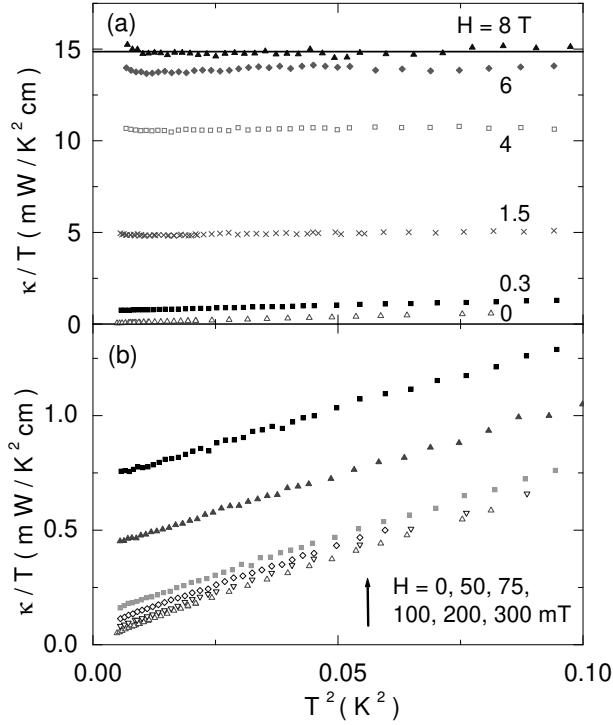 (a)
H = 8 T
15
6
10
4
κ / T ( m W / K² cm )
1.5
5
0.3
0
0
(b)
1.0
κ / T ( m W / K² cm )
0.5
H = 0, 50, 75,
100, 200, 300 mT
0.0
0.00 0.05 0.10
T ² ( K² )